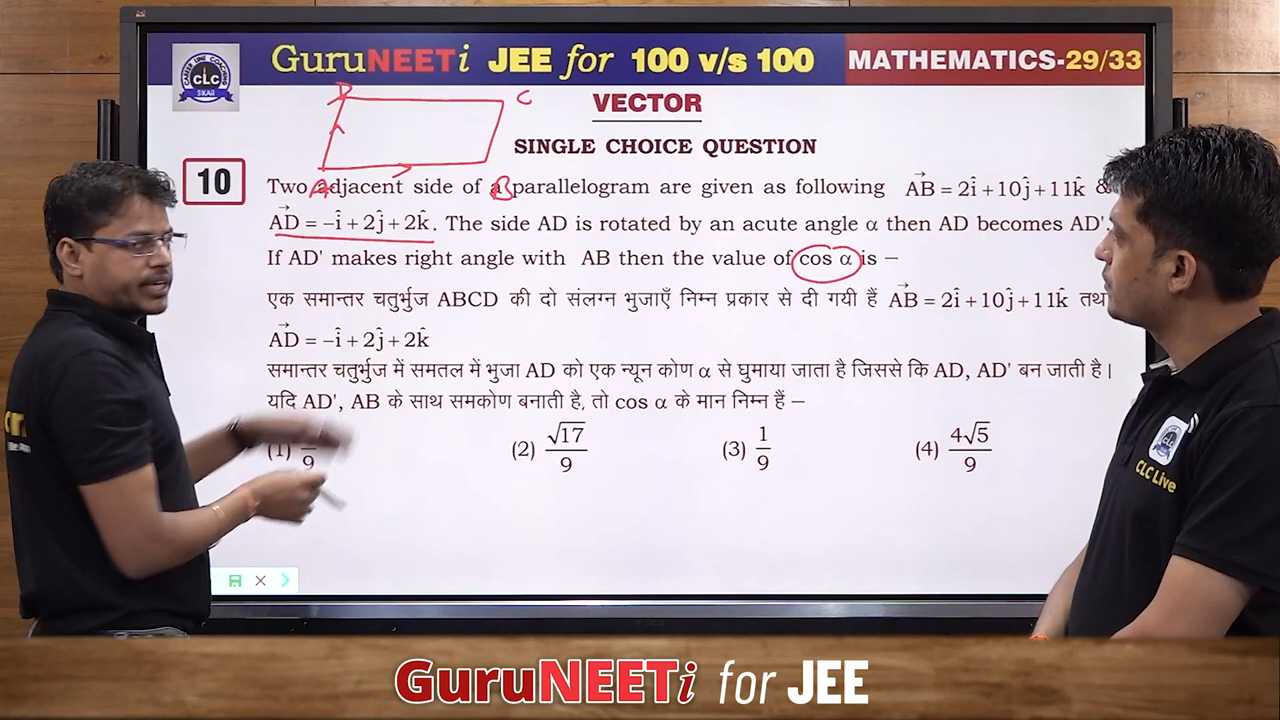 GuruNEETi JEE for 100 v/s 100
MATHEMATICS-29/33
CLC
SIKAR
VECTOR
SINGLE CHOICE QUESTION
D C
A B
10
Two adjacent side of a parallelogram are given as following AB⃗ = 2î+10ĵ+11k̂ &
AD⃗ = –î+2ĵ+2k̂. The side AD is rotated by an acute angle α then AD becomes AD'.
If AD' makes right angle with AB then the value of cos α is –
एक समान्तर चतुर्भुज ABCD की दो संलग्न भुजाएँ निम्न प्रकार से दी गयी हैं AB⃗ = 2î+10ĵ+11k̂
AD⃗ = –î+2ĵ+2k̂
समान्तर चतुर्भुज में समतल में भुजा AD को एक न्यून कोण α से घुमाया जाता है जिससे कि AD, AD' बन जाती है।
यदि AD', AB के साथ समकोण बनाती है, तो cos α के मान निम्न हैं –
(1) /9 (2) √17/9 (3) 1/9 (4) 4√5/9
CLC Live
GuruNEETi for JEE